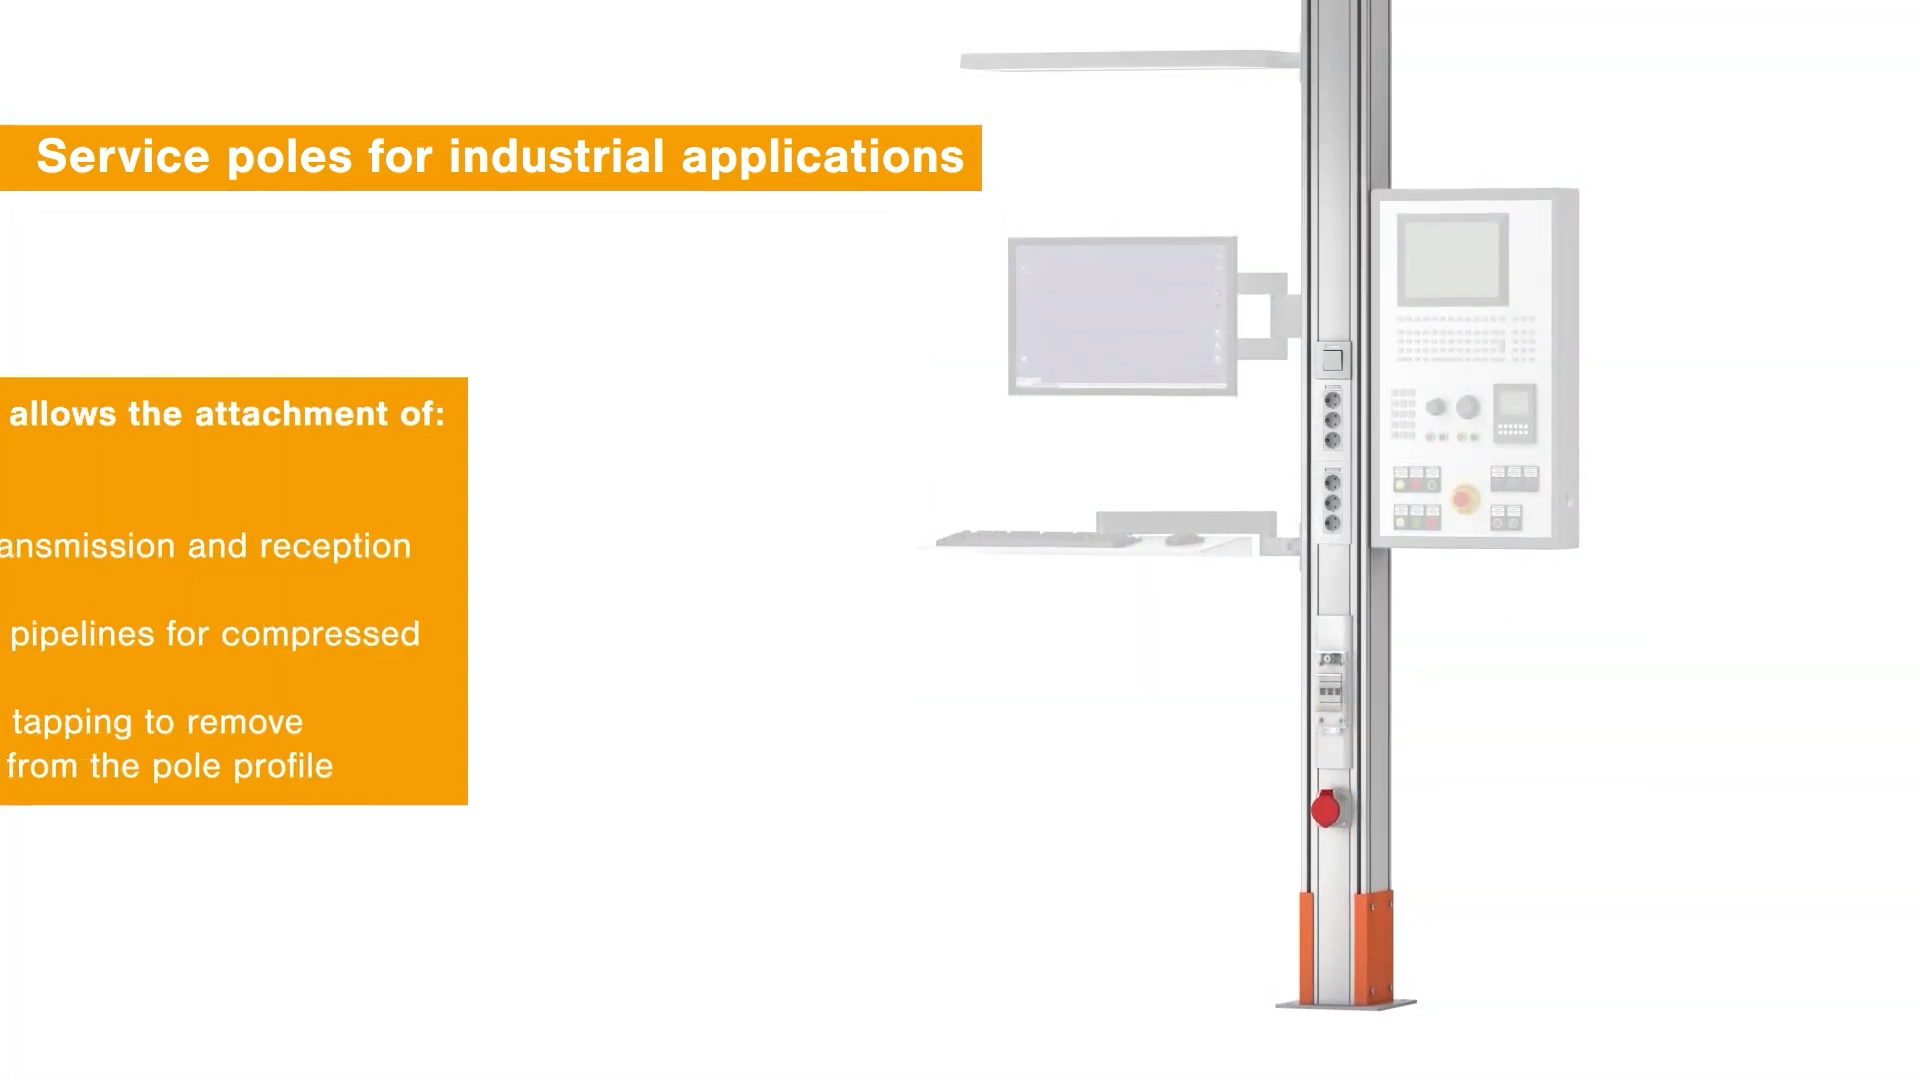 Service poles for industrial applications
allows the attachment of:
ansmission and reception
pipelines for compressed
tapping to remove
from the pole profile